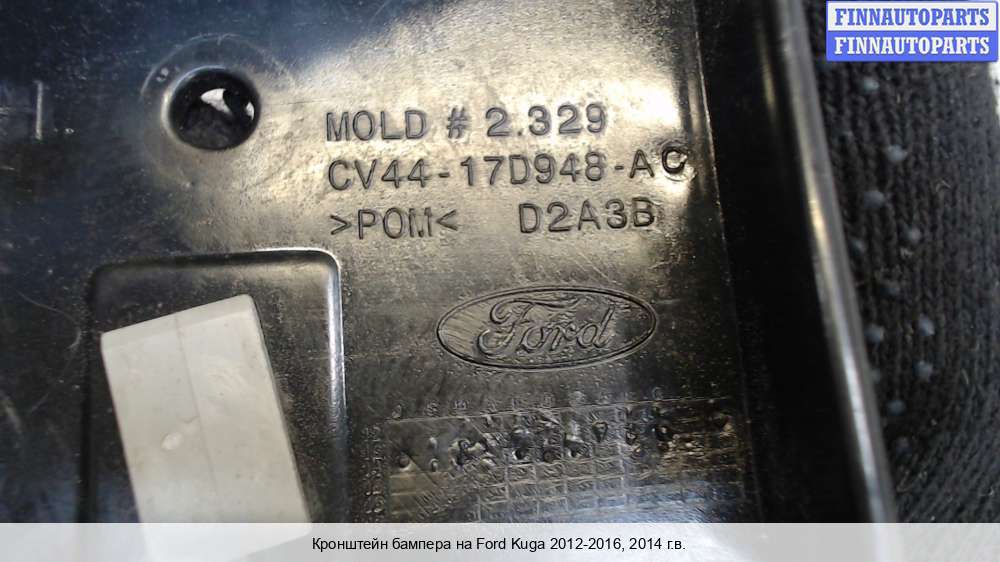 FINNAUTOPARTS
FINNAUTOPARTS
MOLD # 2.329
CV44-17D948-AC
>POM< D2A3B
Ford
Кронштейн бампера на Ford Kuga 2012-2016, 2014 г.в.